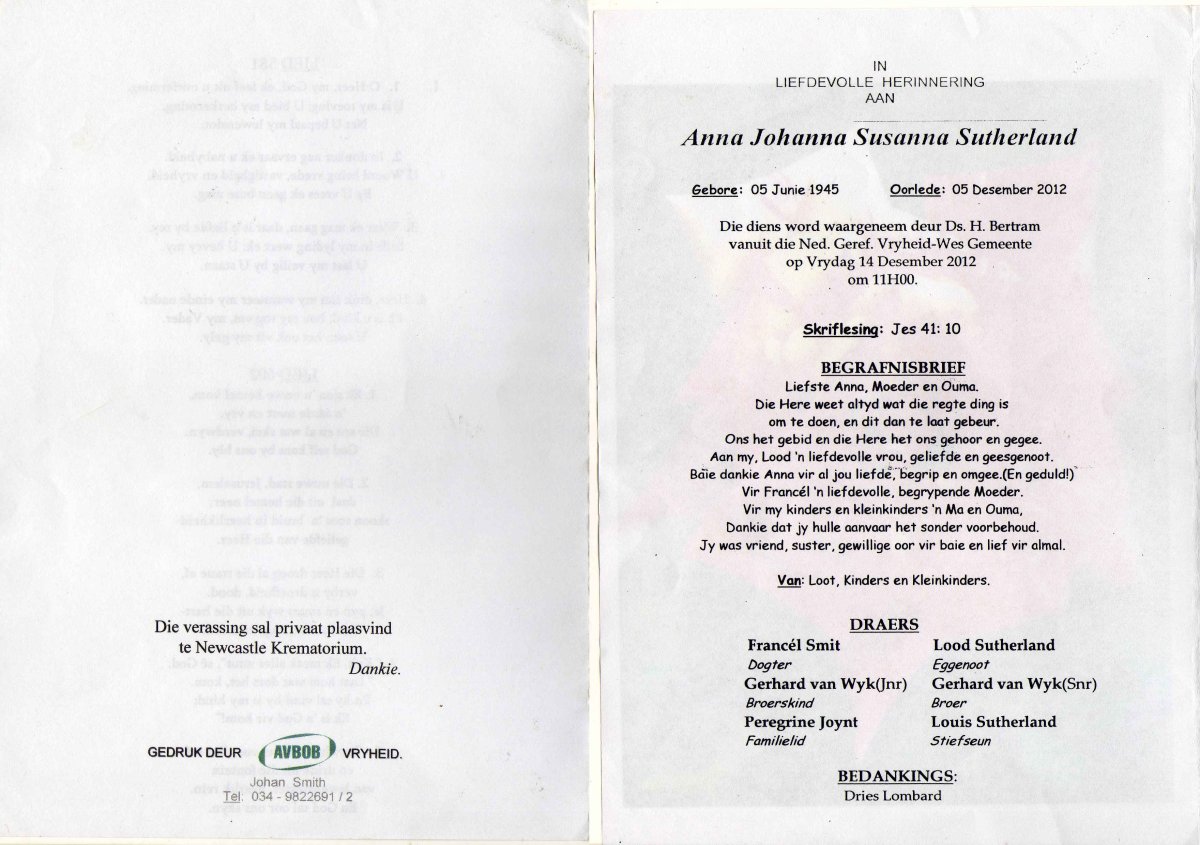 Die verassing sal privaat plaasvind
te Newcastle Krematorium.
Dankie.
GEDRUK DEUR AVBOB VRYHEID.
Johan Smith
Tel: 034 - 9822691 / 2
IN
LIEFDEVOLLE HERINNERING
AAN
Anna Johanna Susanna Sutherland
Gebore: 05 Junie 1945 Oorlede: 05 Desember 2012
Die diens word waargeneem deur Ds. H. Bertram
vanuit die Ned. Geref. Vryheid-Wes Gemeente
op Vrydag 14 Desember 2012
om 11H00.
Skriflesing: Jes 41: 10
BEGRAFNISBRIEF
Liefste Anna, Moeder en Ouma.
Die Here weet altyd wat die regte ding is
om te doen, en dit dan te laat gebeur.
Ons het gebid en die Here het ons gehoor en gegee.
Aan my, Lood 'n liefdevolle vrou, geliefde en geesgenoot.
Baie dankie Anna vir al jou liefde, begrip en omgee.(En geduld!)
Vir Francél 'n liefdevolle, begrypende Moeder.
Vir my kinders en kleinkinders 'n Ma en Ouma,
Dankie dat jy hulle aanvaar het sonder voorbehoud.
Jy was vriend, suster, gewillige oor vir baie en lief vir almal.
Van: Loot, Kinders en Kleinkinders.
DRAERS
Francél Smit Lood Sutherland
Dogter Eggenoot
Gerhard van Wyk(Jnr) Gerhard van Wyk(Snr)
Broerskind Broer
Peregrine Joynt Louis Sutherland
Familielid Stiefseun
BEDANKINGS:
Dries Lombard